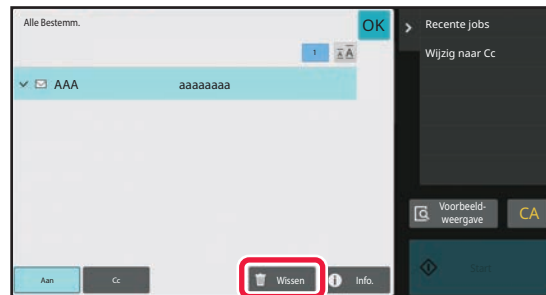 Alle Bestemm.
OK
1
AAA aaaaaaaa
Aan
Cc
Wissen
Info.
Recente jobs
Wijzig naar Cc
Voorbeeld-
weergave
CA
Start